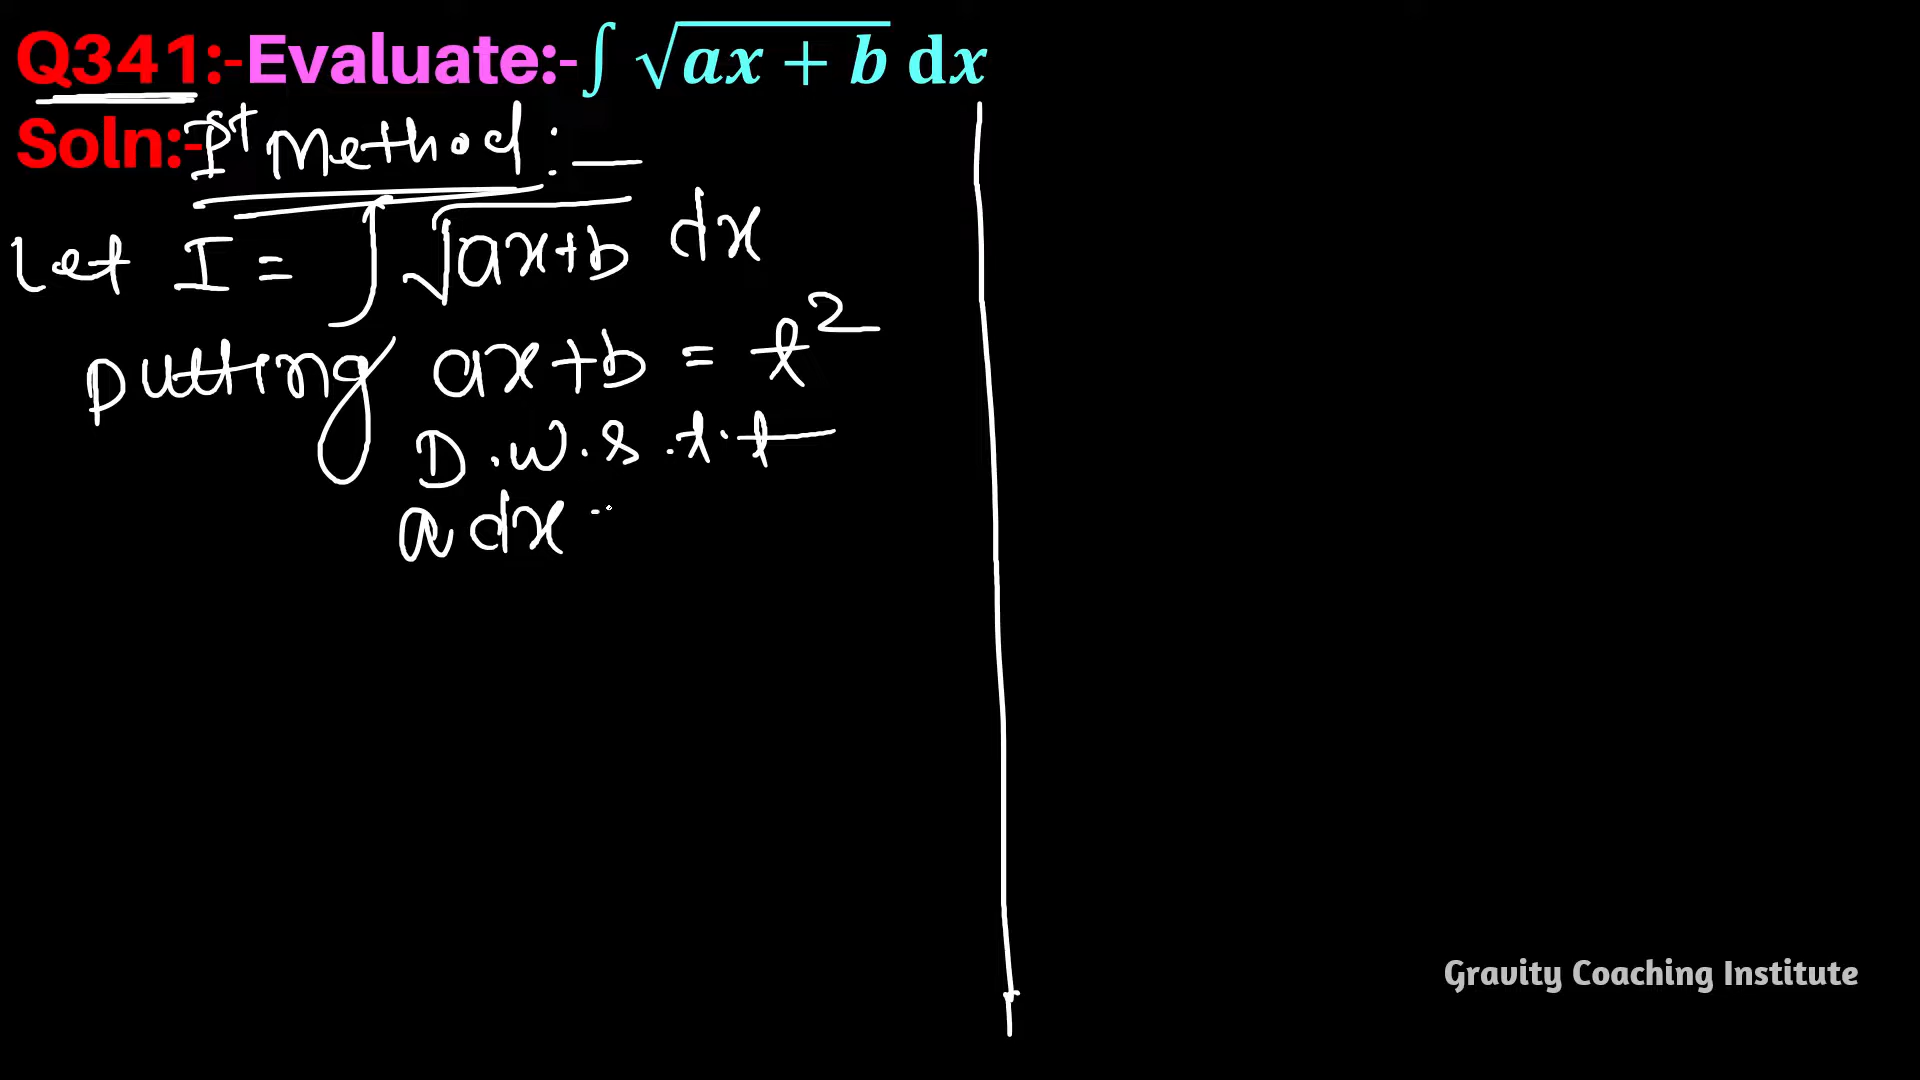 Q341:-Evaluate:-∫ √(ax + b) dx
Soln:- Ist Method:—
Let I = ∫ √(ax+b) dx
putting ax+b = t²
D.w.r.t.t
a dx -
Gravity Coaching Institute